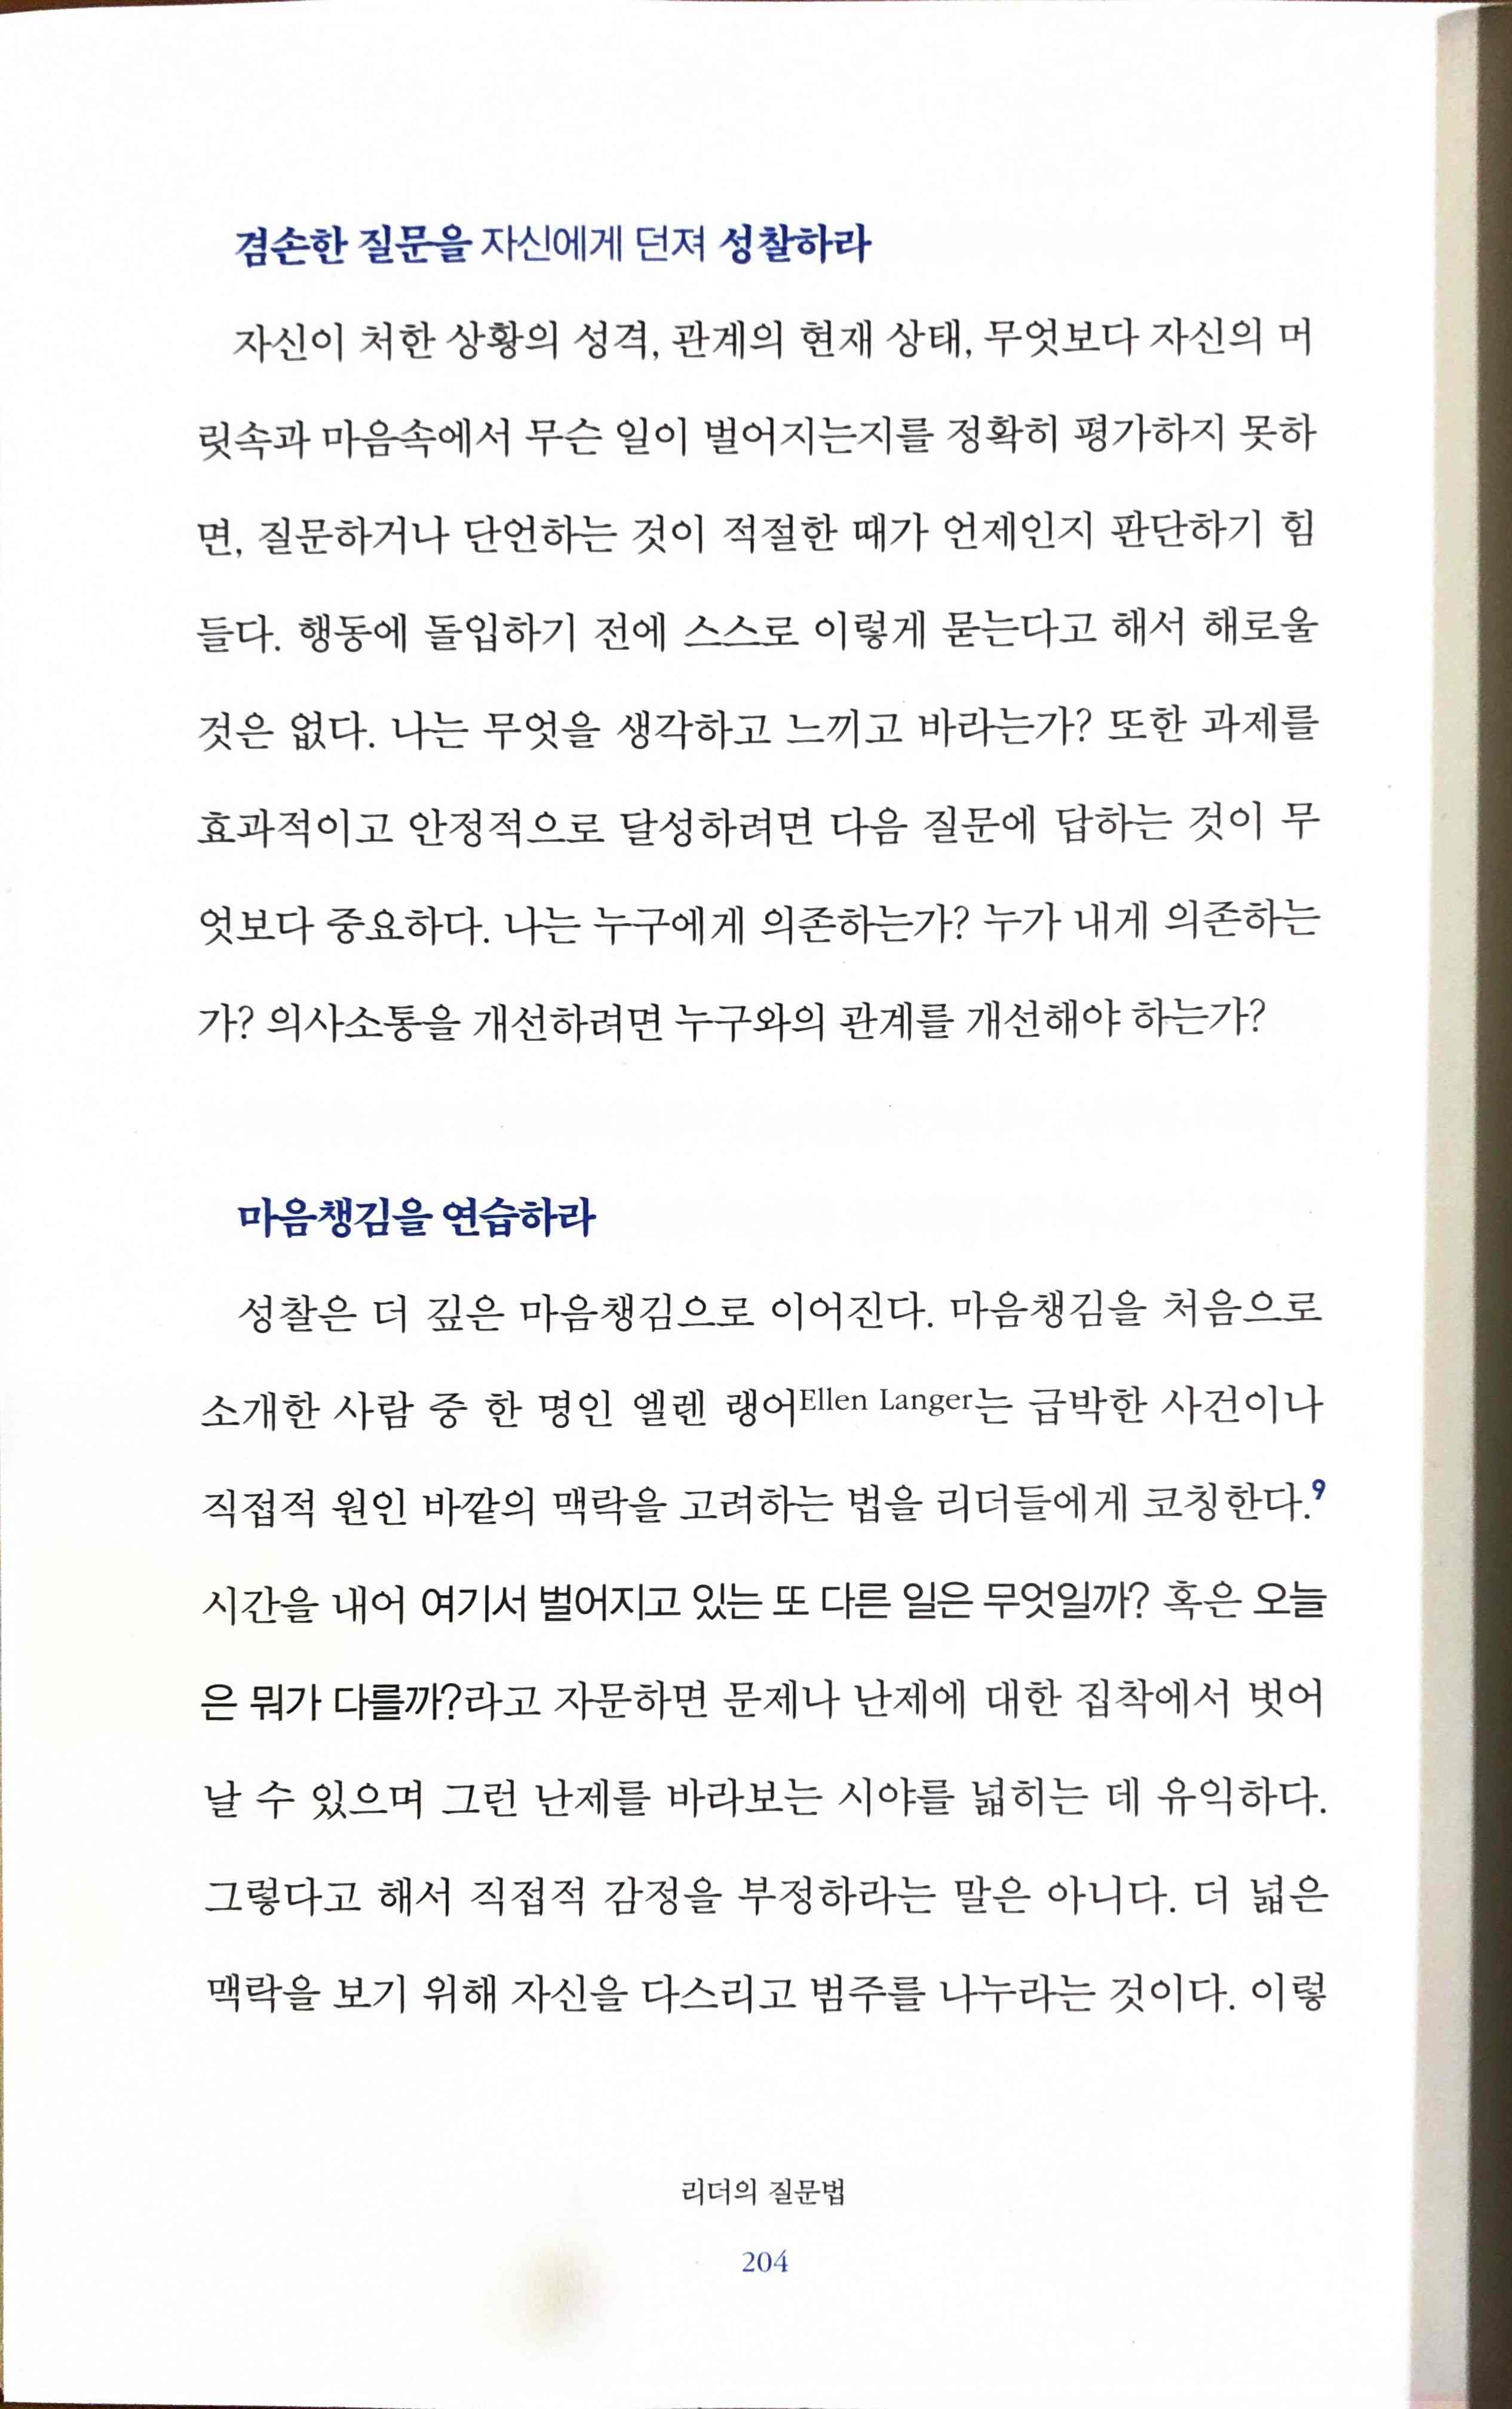 겸손한 질문을 자신에게 던져 성찰하라
자신이 처한 상황의 성격, 관계의 현재 상태, 무엇보다 자신의 머
릿속과 마음속에서 무슨 일이 벌어지는지를 정확히 평가하지 못하
면, 질문하거나 단언하는 것이 적절한 때가 언제인지 판단하기 힘
들다. 행동에 돌입하기 전에 스스로 이렇게 묻는다고 해서 해로울
것은 없다. 나는 무엇을 생각하고 느끼고 바라는가? 또한 과제를
효과적이고 안정적으로 달성하려면 다음 질문에 답하는 것이 무
엇보다 중요하다. 나는 누구에게 의존하는가? 누가 내게 의존하는
가? 의사소통을 개선하려면 누구와의 관계를 개선해야 하는가?
마음챙김을 연습하라
성찰은 더 깊은 마음챙김으로 이어진다. 마음챙김을 처음으로
소개한 사람 중 한 명인 엘렌 랭어Ellen Langer는 급박한 사건이나
직접적 원인 바깥의 맥락을 고려하는 법을 리더들에게 코칭한다.9
시간을 내어 여기서 벌어지고 있는 또 다른 일은 무엇일까? 혹은 오늘
은 뭐가 다를까?라고 자문하면 문제나 난제에 대한 집착에서 벗어
날 수 있으며 그런 난제를 바라보는 시야를 넓히는 데 유익하다.
그렇다고 해서 직접적 감정을 부정하라는 말은 아니다. 더 넓은
맥락을 보기 위해 자신을 다스리고 범주를 나누라는 것이다. 이렇
리더의 질문법
204